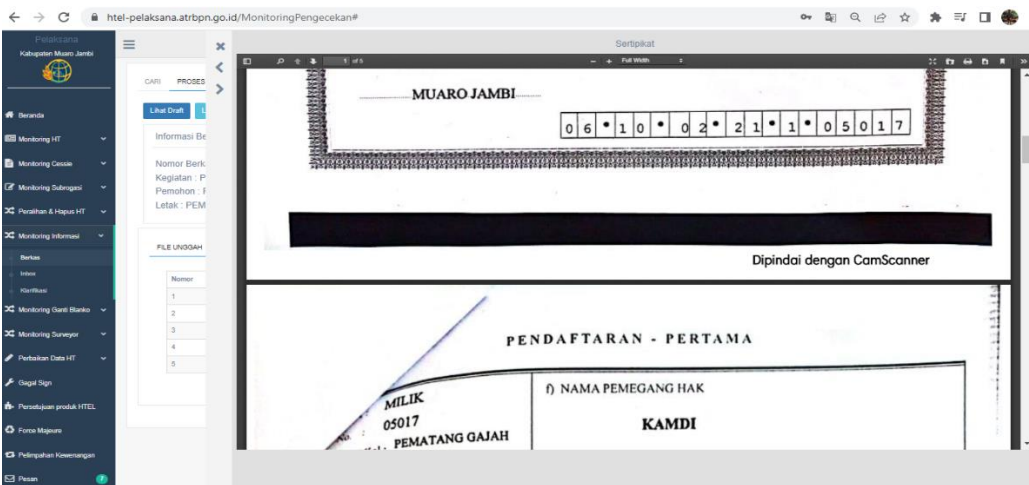 htel-pelaksana.atrbpn.go.id/MonitoringPengecekan#
Pelaksana
Kabupaten Muaro Jambi
Beranda
Monitoring HT
Monitoring Cessie
Monitoring Subrogasi
Peralihan & Hapus HT
Monitoring Informasi
Berkas
Inbox
Klarifikasi
Monitoring Ganti Blanko
Monitoring Surveyor
Perbaikan Data HT
Gagal Sign
Persetujuan produk HTEL
Force Majeure
Pelimpahan Kewenangan
Pesan
7
CARI PROSES
Lihat Draft
Informasi Be
Nomor Berk
Kegiatan : P
Pemohon :
Letak : PEM
FILE UNGGAH
Nomor
1
2
3
4
5
Sertipikat
1 of 5
Full Width
MUARO JAMBI
0 6 • 1 0 • 0 2 • 2 1 • 1 • 0 5 0 1 7
Dipindai dengan CamScanner
PENDAFTARAN - PERTAMA
MILIK
No. : 05017
PEMATANG GAJAH
f) NAMA PEMEGANG HAK
KAMDI